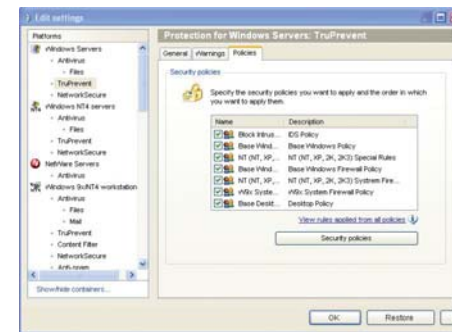 Edit settings
Platforms
Windows Servers
Antivirus
Files
TruPrevent
NetworkSecure
Windows NT4 servers
Antivirus
Files
TruPrevent
NetworkSecure
NetWare Servers
Antivirus
Windows 9x/NT4 workstation
Antivirus
Files
Mail
TruPrevent
Content Filter
NetworkSecure
Anti-spam
Show/hide containers...
Protection for Windows Servers: TruPrevent
General Warnings Policies
Security policies
Specify the security policies you want to apply and the order in which
you want to apply them.
Name Description
Block Intrus... IDS Policy
Base Wind... Base Windows Policy
NT (NT, XP,... NT (NT, XP, 2K, 2K3) Special Rules
Base Wind... Base Windows Firewall Policy
NT (NT, XP,... NT (NT, XP, 2K, 2K3) System Fire...
W9x Syste... W9x System Firewall Policy
Base Deskt... Desktop Policy
View rules applied from all policies
Security policies
OK Restore